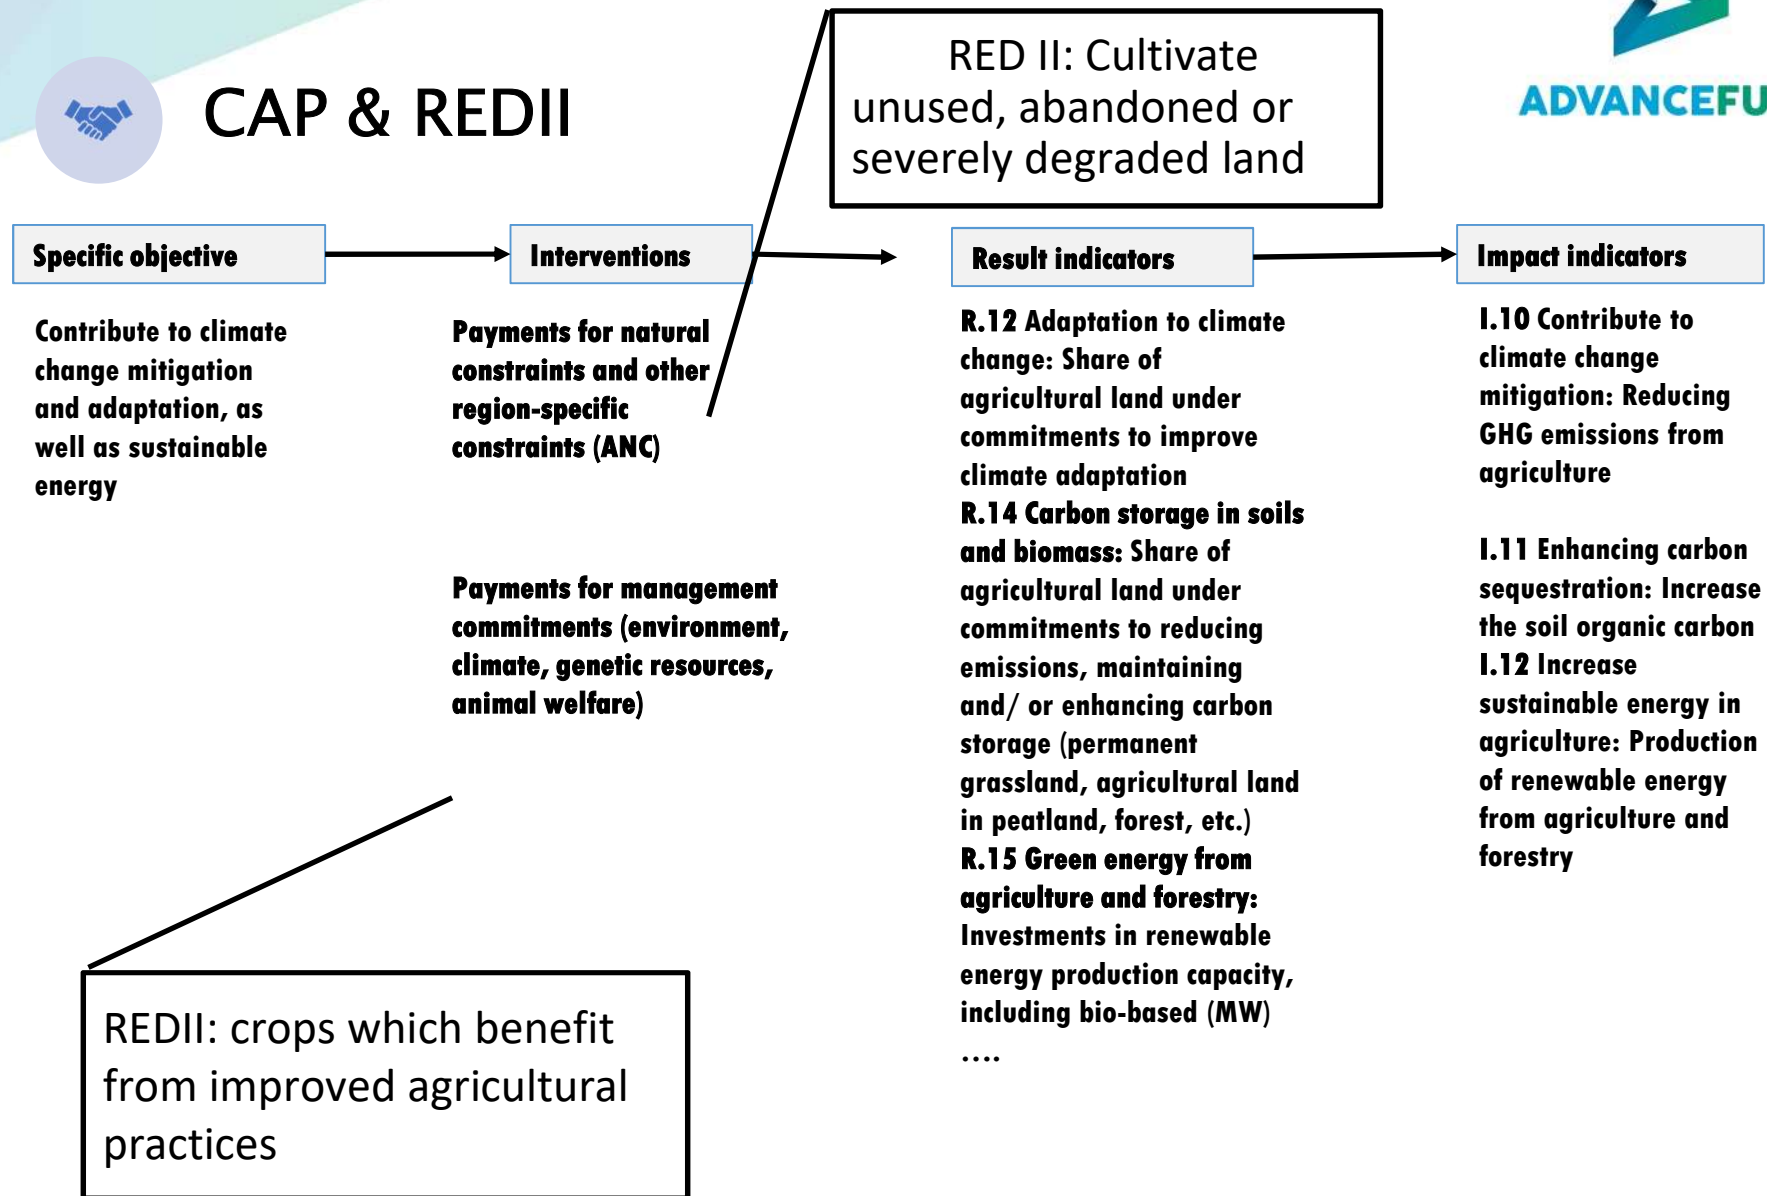 CAP & REDII
RED II: Cultivate
unused, abandoned or
severely degraded land
ADVANCEFU
Specific objective
Interventions
Result indicators
Impact indicators
Contribute to climate
change mitigation
and adaptation, as
well as sustainable
energy
Payments for natural
constraints and other
region-specific
constraints (ANC)
Payments for management
commitments (environment,
climate, genetic resources,
animal welfare)
R.12 Adaptation to climate
change: Share of
agricultural land under
commitments to improve
climate adaptation
R.14 Carbon storage in soils
and biomass: Share of
agricultural land under
commitments to reducing
emissions, maintaining
and/ or enhancing carbon
storage (permanent
grassland, agricultural land
in peatland, forest, etc.)
R.15 Green energy from
agriculture and forestry:
Investments in renewable
energy production capacity,
including bio-based (MW)
....
I.10 Contribute to
climate change
mitigation: Reducing
GHG emissions from
agriculture
I.11 Enhancing carbon
sequestration: Increase
the soil organic carbon
I.12 Increase
sustainable energy in
agriculture: Production
of renewable energy
from agriculture and
forestry
REDII: crops which benefit
from improved agricultural
practices